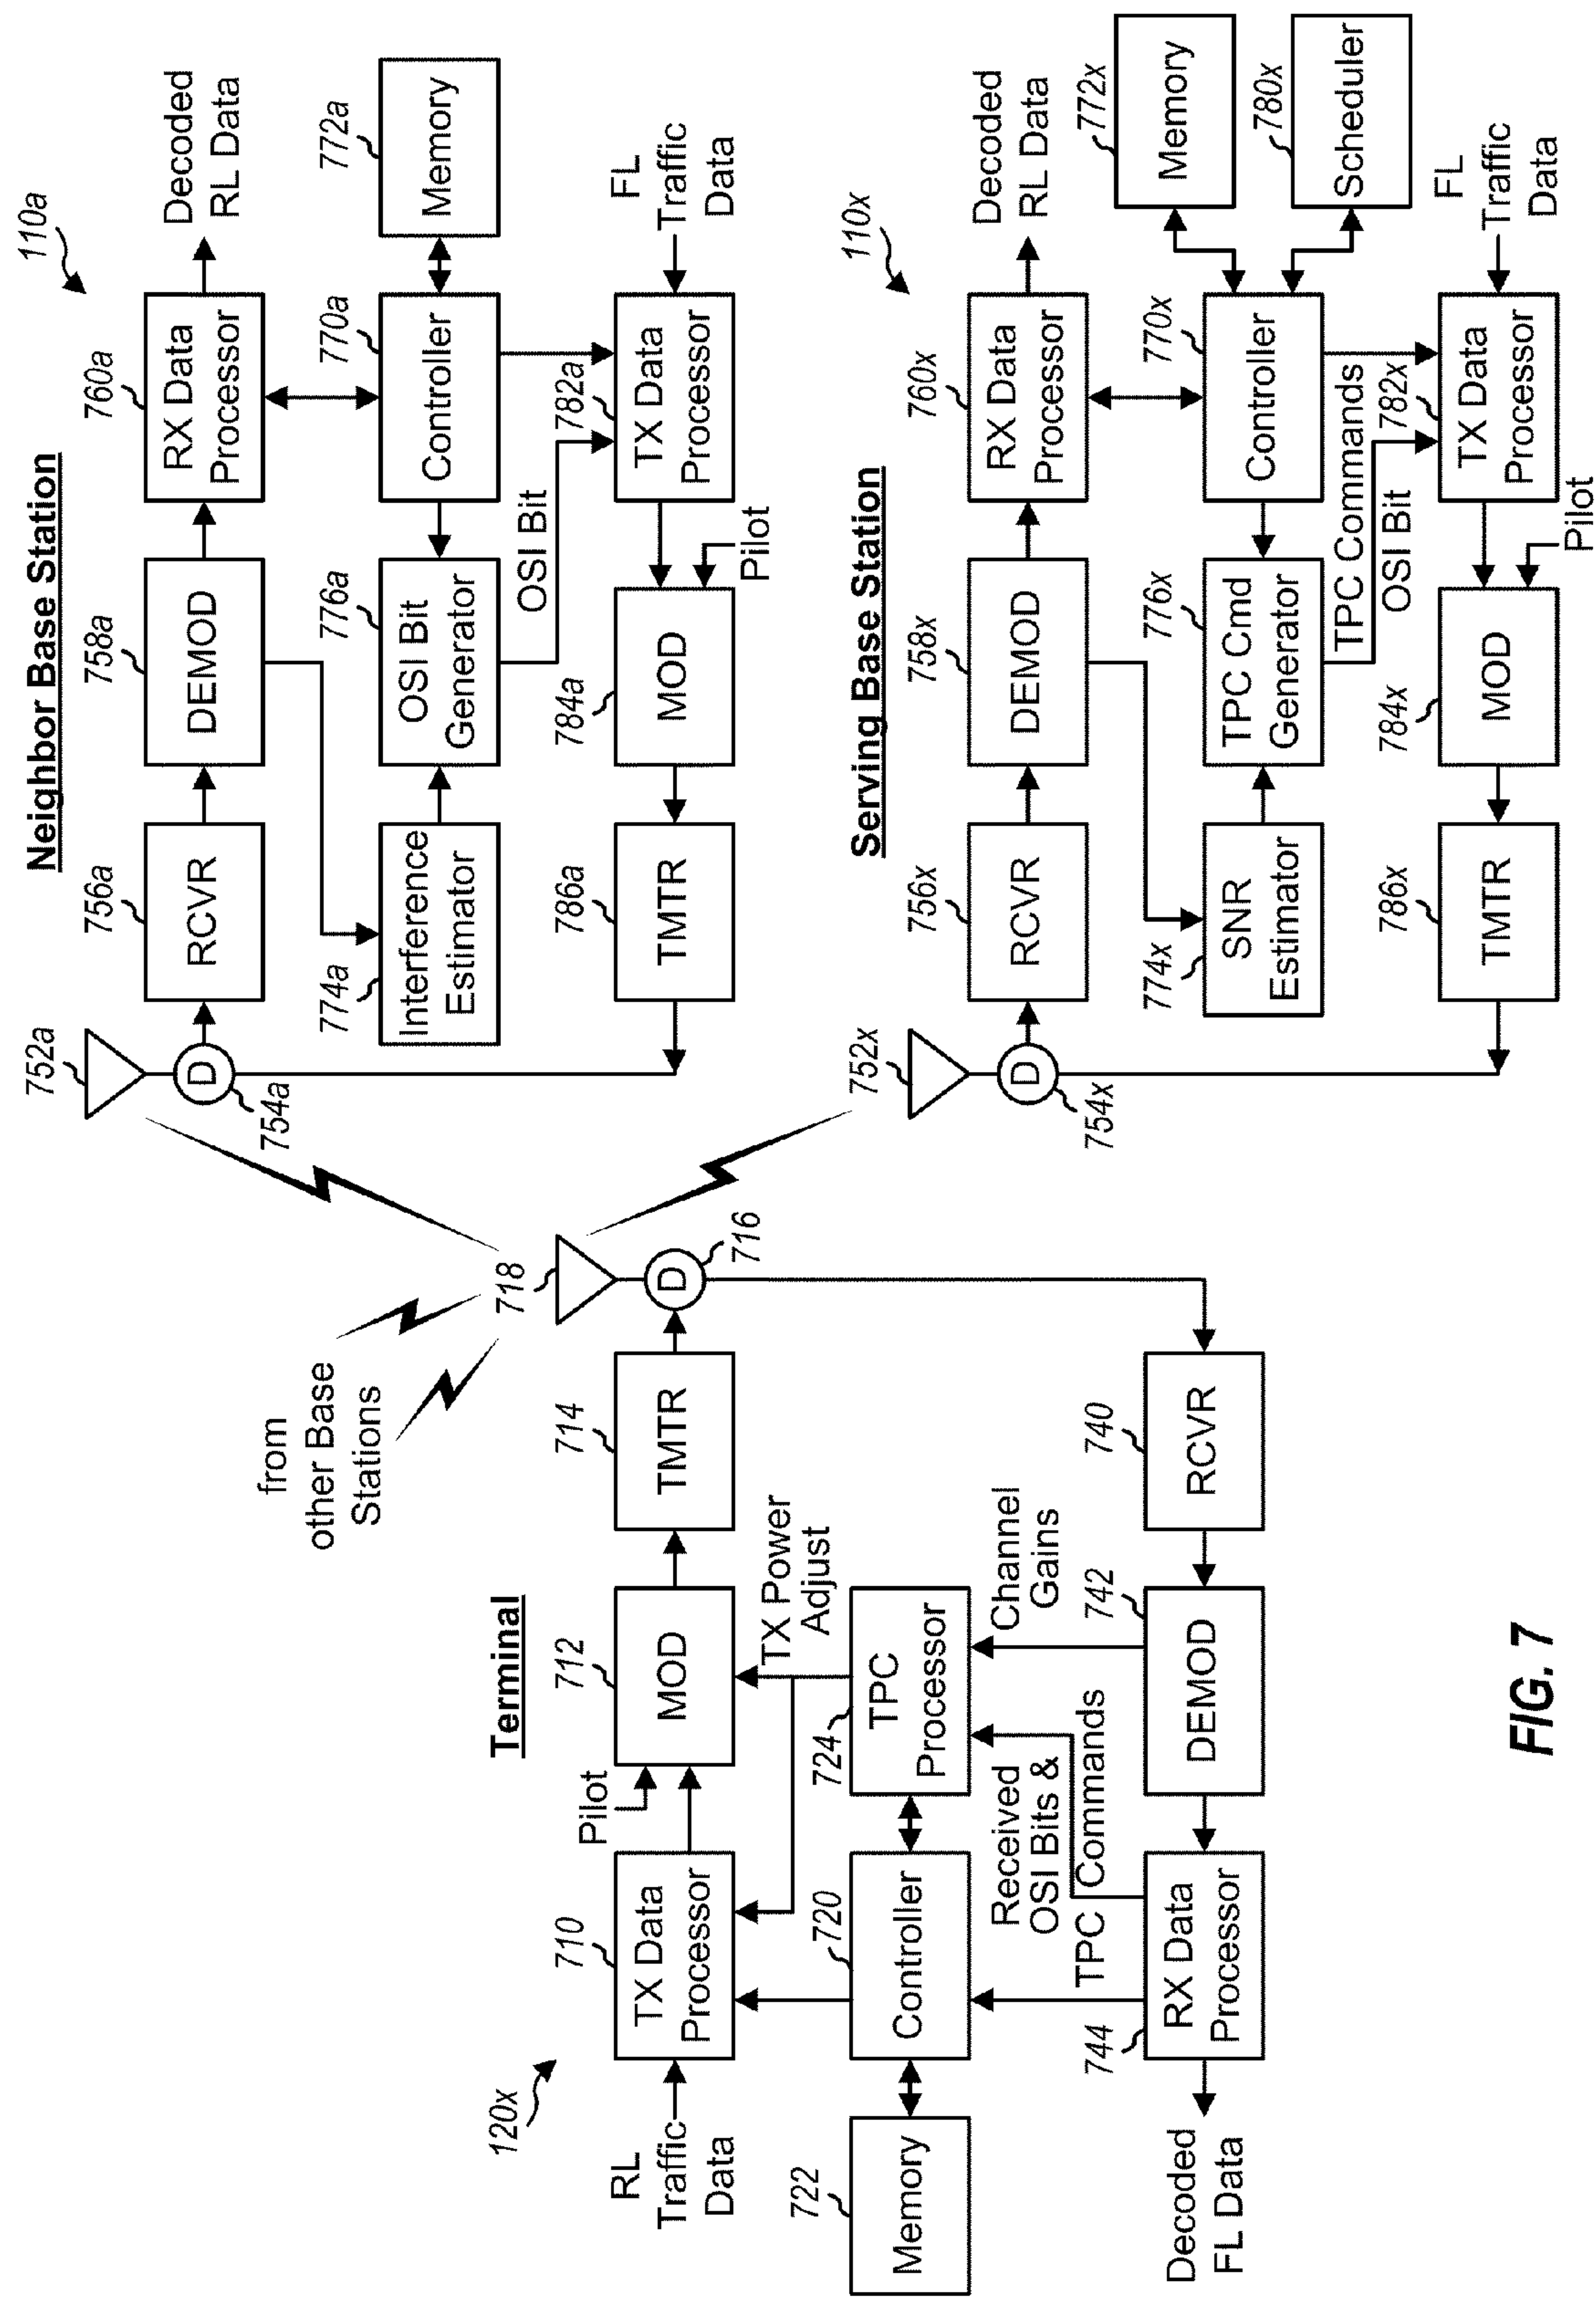 120x
Terminal
RL
Traffic
Data
710
TX Data
Processor
Pilot
712
MOD
714
TMTR
716
D
718
from
other Base
Stations
TX Power
Adjust
722
Memory
720
Controller
724
TPC
Processor
Received
OSI Bits &
TPC Commands
Channel
Gains
Decoded
FL Data
744
RX Data
Processor
742
DEMOD
740
RCVR
Neighbor Base Station
110a
752a
754a
D
756a
RCVR
758a
DEMOD
760a
RX Data
Processor
Decoded
RL Data
774a
Interference
Estimator
776a
OSI Bit
Generator
770a
Controller
772a
Memory
OSI Bit
786a
TMTR
784a
MOD
Pilot
782a
TX Data
Processor
FL
Traffic
Data
Serving Base Station
110x
752x
754x
D
756x
RCVR
758x
DEMOD
760x
RX Data
Processor
Decoded
RL Data
774x
SNR
Estimator
776x
TPC Cmd
Generator
770x
Controller
772x
Memory
780x
Scheduler
TPC Commands
OSI Bit
786x
TMTR
784x
MOD
Pilot
782x
TX Data
Processor
FL
Traffic
Data
FIG. 7